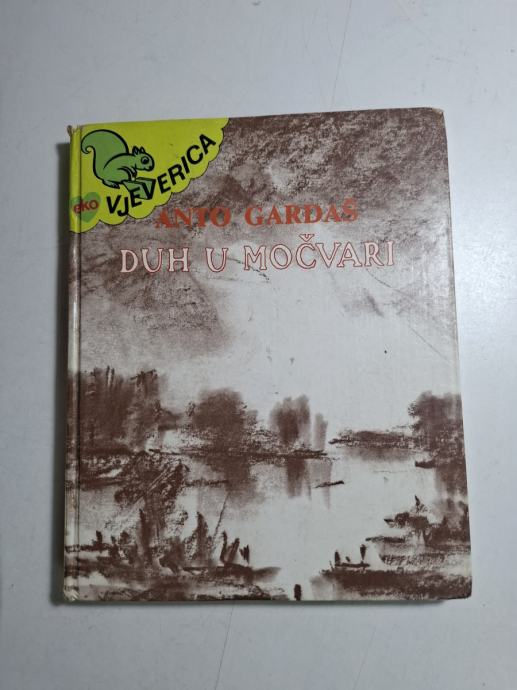 eko
VJEVERICA
ANTO GARDAŠ
DUH U MOČVARI